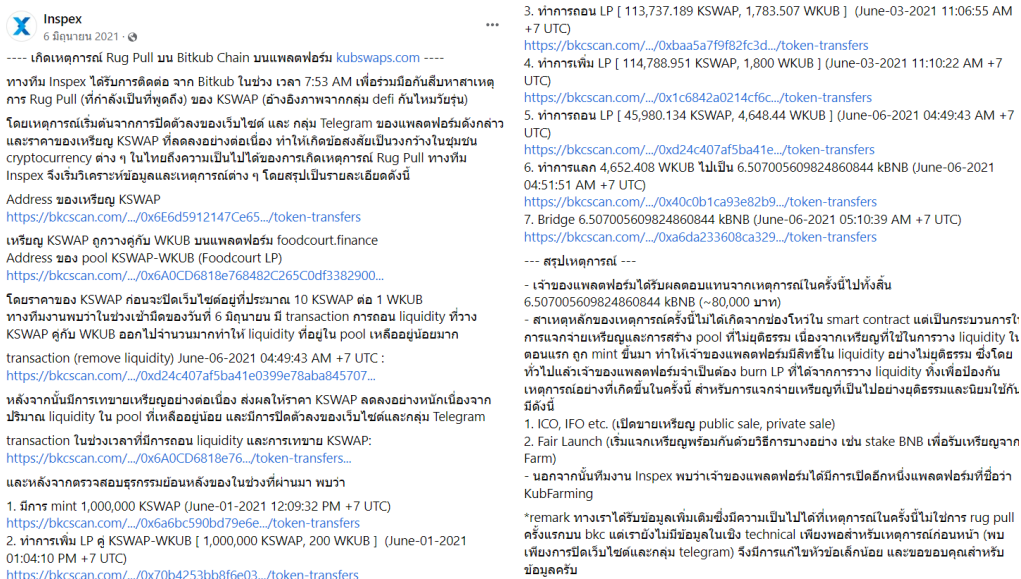 Inspex
6 มิถุนายน 2021 ·
---- เกิดเหตุการณ์ Rug Pull บน Bitkub Chain บนแพลตฟอร์ม kubswaps.com ----
ทางทีม Inspex ได้รับการติดต่อ จาก Bitkub ในช่วง เวลา 7:53 AM เพื่อร่วมมือกันสืบหาสาเหตุ
การ Rug Pull (ที่กำลังเป็นที่พูดถึง) ของ KSWAP (อ้างอิงภาพจากกลุ่ม defi กันไหมวัยรุ่น)
โดยเหตุการณ์เริ่มต้นจากการปิดตัวลงของเว็บไซต์ และ กลุ่ม Telegram ของแพลตฟอร์มดังกล่าว
และราคาของเหรียญ KSWAP ที่ลดลงอย่างต่อเนื่อง ทำให้เกิดข้อสงสัยเป็นวงกว้างในชุมชน
cryptocurrency ต่าง ๆ ในไทยถึงความเป็นไปได้ของการเกิดเหตุการณ์ Rug Pull ทางทีม
Inspex จึงเริ่มวิเคราะห์ข้อมูลและเหตุการณ์ต่าง ๆ โดยสรุปเป็นรายละเอียดดังนี้
Address ของเหรียญ KSWAP
https://bkcscan.com/.../0x6E6d5912147Ce65.../token-transfers
เหรียญ KSWAP ถูกวางคู่กับ WKUB บนแพลตฟอร์ม foodcourt.finance
Address ของ pool KSWAP-WKUB (Foodcourt LP)
https://bkcscan.com/.../0x6A0CD6818e768482C265C0df3382900...
โดยราคาของ KSWAP ก่อนจะปิดเว็บไซต์อยู่ที่ประมาณ 10 KSWAP ต่อ 1 WKUB
ทางทีมงานพบว่าในช่วงเช้ามืดของวันที่ 6 มิถุนายน มี transaction การถอน liquidity ที่วาง
KSWAP คู่กับ WKUB ออกไปจำนวนมากทำให้ liquidity ที่อยู่ใน pool เหลืออยู่น้อยมาก
transaction (remove liquidity) June-06-2021 04:49:43 AM +7 UTC :
https://bkcscan.com/.../0xd24c407af5ba41e0399e78aba845707...
หลังจากนั้นมีการเทขายเหรียญอย่างต่อเนื่อง ส่งผลให้ราคา KSWAP ลดลงอย่างหนักเนื่องจาก
ปริมาณ liquidity ใน pool ที่เหลืออยู่น้อย และมีการปิดตัวลงของเว็บไซต์และกลุ่ม Telegram
transaction ในช่วงเวลาที่มีการถอน liquidity และการเทขาย KSWAP:
https://bkcscan.com/.../0x6A0CD6818e76.../token-transfers...
และหลังจากตรวจสอบธุรกรรมย้อนหลังของในช่วงที่ผ่านมา พบว่า
1. มีการ mint 1,000,000 KSWAP (June-01-2021 12:09:32 PM +7 UTC)
https://bkcscan.com/.../0x6a6bc590bd79e6e.../token-transfers
2. ทำการเพิ่ม LP คู่ KSWAP-WKUB [ 1,000,000 KSWAP, 200 WKUB ] (June-01-2021
01:04:10 PM +7 UTC)
https://bkcscan.com/.../0x70b4253bb8f6e03.../token-transfers
3. ทำการถอน LP [ 113,737.189 KSWAP, 1,783.507 WKUB ] (June-03-2021 11:06:55 AM
+7 UTC)
https://bkcscan.com/.../0xbaa5a7f9f82fc3d.../token-transfers
4. ทำการเพิ่ม LP [ 114,788.951 KSWAP, 1,800 WKUB ] (June-03-2021 11:10:22 AM +7
UTC)
https://bkcscan.com/.../0x1c6842a0214cf6c.../token-transfers
5. ทำการถอน LP [ 45,980.134 KSWAP, 4,648.44 WKUB ] (June-06-2021 04:49:43 AM +7
UTC)
https://bkcscan.com/.../0xd24c407af5ba41e.../token-transfers
6. ทำการแลก 4,652.408 WKUB ไปเป็น 6.507005609824860844 kBNB (June-06-2021
04:51:51 AM +7 UTC)
https://bkcscan.com/.../0x40c0b1ca93e82b9.../token-transfers
7. Bridge 6.507005609824860844 kBNB (June-06-2021 05:10:39 AM +7 UTC)
https://bkcscan.com/.../0xa6da233608ca329.../token-transfers
--- สรุปเหตุการณ์ ---
- เจ้าของแพลตฟอร์มได้รับผลตอบแทนจากเหตุการณ์ในครั้งนี้ไปทั้งสิ้น
6.507005609824860844 kBNB (~80,000 บาท)
- สาเหตุหลักของเหตุการณ์ครั้งนี้ไม่ได้เกิดจากช่องโหว่ใน smart contract แต่เป็นกระบวนการใน
การแจกจ่ายเหรียญและการสร้าง pool ที่ไม่ยุติธรรม เนื่องจากเหรียญที่ใช้ในการวาง liquidity ใน
ตอนแรก ถูก mint ขึ้นมา ทำให้เจ้าของแพลตฟอร์มมีสิทธิ์ใน liquidity อย่างไม่ยุติธรรม ซึ่งโดย
ทั่วไปแล้วเจ้าของแพลตฟอร์มจำเป็นต้อง burn LP ที่ได้จากการวาง liquidity ทิ้งเพื่อป้องกัน
เหตุการณ์อย่างที่เกิดขึ้นในครั้งนี้ สำหรับการแจกจ่ายเหรียญที่เป็นไปอย่างยุติธรรมและนิยมใช้กัน
มีดังนี้
1. ICO, IFO etc. (เปิดขายเหรียญ public sale, private sale)
2. Fair Launch (เริ่มแจกเหรียญพร้อมกันด้วยวิธีการบางอย่าง เช่น stake BNB เพื่อรับเหรียญจาก
Farm)
- นอกจากนั้นทีมงาน Inspex พบว่าเจ้าของแพลตฟอร์มได้มีการเปิดอีกหนึ่งแพลตฟอร์มที่ชื่อว่า
KubFarming
*remark ทางเราได้รับข้อมูลเพิ่มเติมซึ่งมีความเป็นไปได้ที่เหตุการณ์ในครั้งนี้ไม่ใช่การ rug pull
ครั้งแรกบน bkc แต่เรายังไม่มีข้อมูลในเชิง technical เพียงพอสำหรับเหตุการณ์ก่อนหน้า (พบ
เพียงการปิดเว็บไซต์และกลุ่ม telegram) จึงมีการแก้ไขหัวข้อเล็กน้อย และขอขอบคุณสำหรับ
ข้อมูลครับ